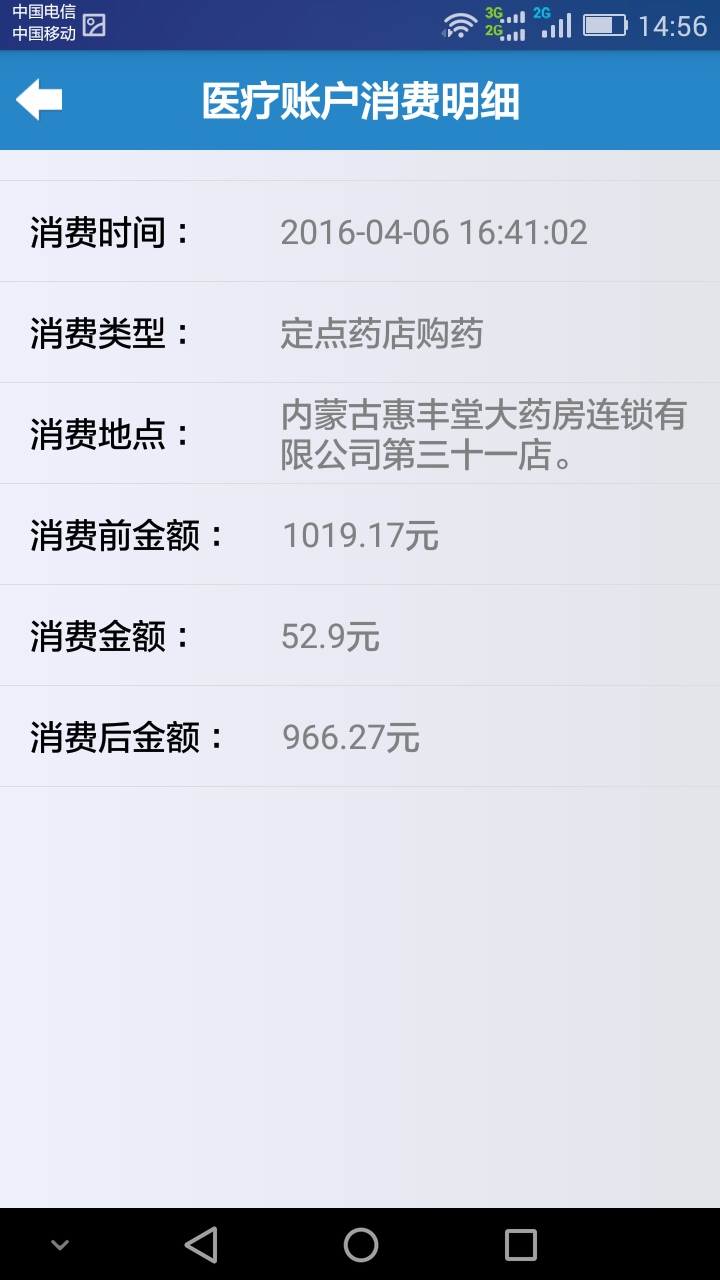 中国电信
中国移动
3G
2G
2G
14:56
医疗账户消费明细
消费时间：
2016-04-06 16:41:02
消费类型：
定点药店购药
消费地点：
内蒙古惠丰堂大药房连锁有
限公司第三十一店。
消费前金额：
1019.17元
消费金额：
52.9元
消费后金额：
966.27元